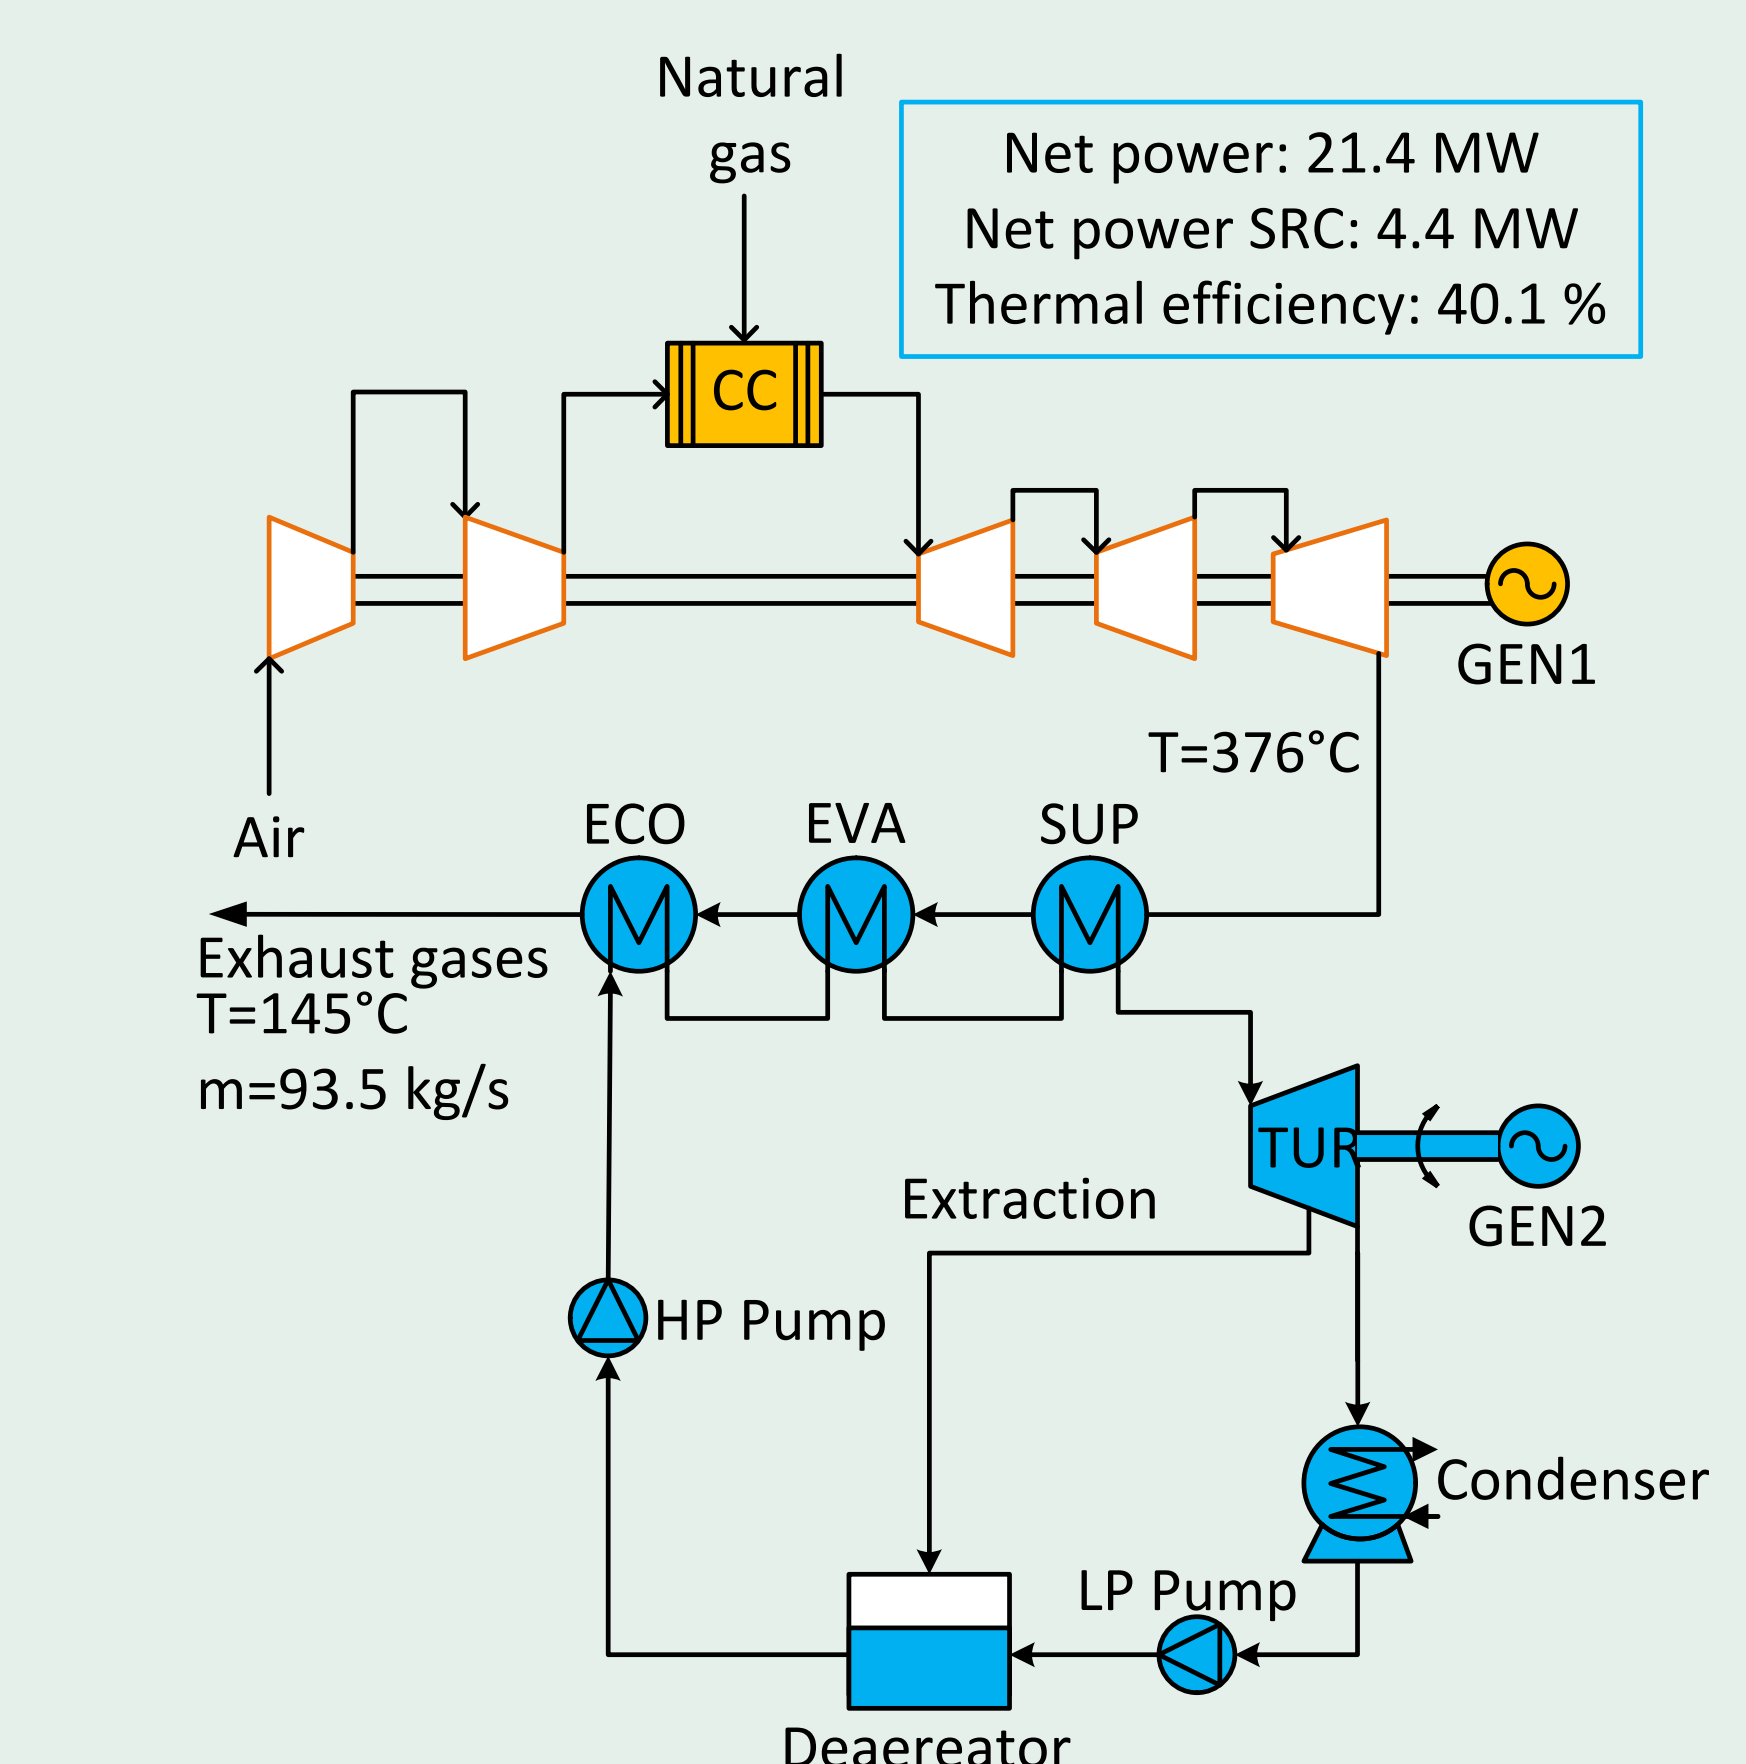 Natural
gas
Net power: 21.4 MW
Net power SRC: 4.4 MW
Thermal efficiency: 40.1 %
CC
GEN1
T=376°C
Air
ECO
EVA
SUP
Exhaust gases
T=145°C
m=93.5 kg/s
TUR
Extraction
GEN2
HP Pump
Condenser
LP Pump
Deaereator